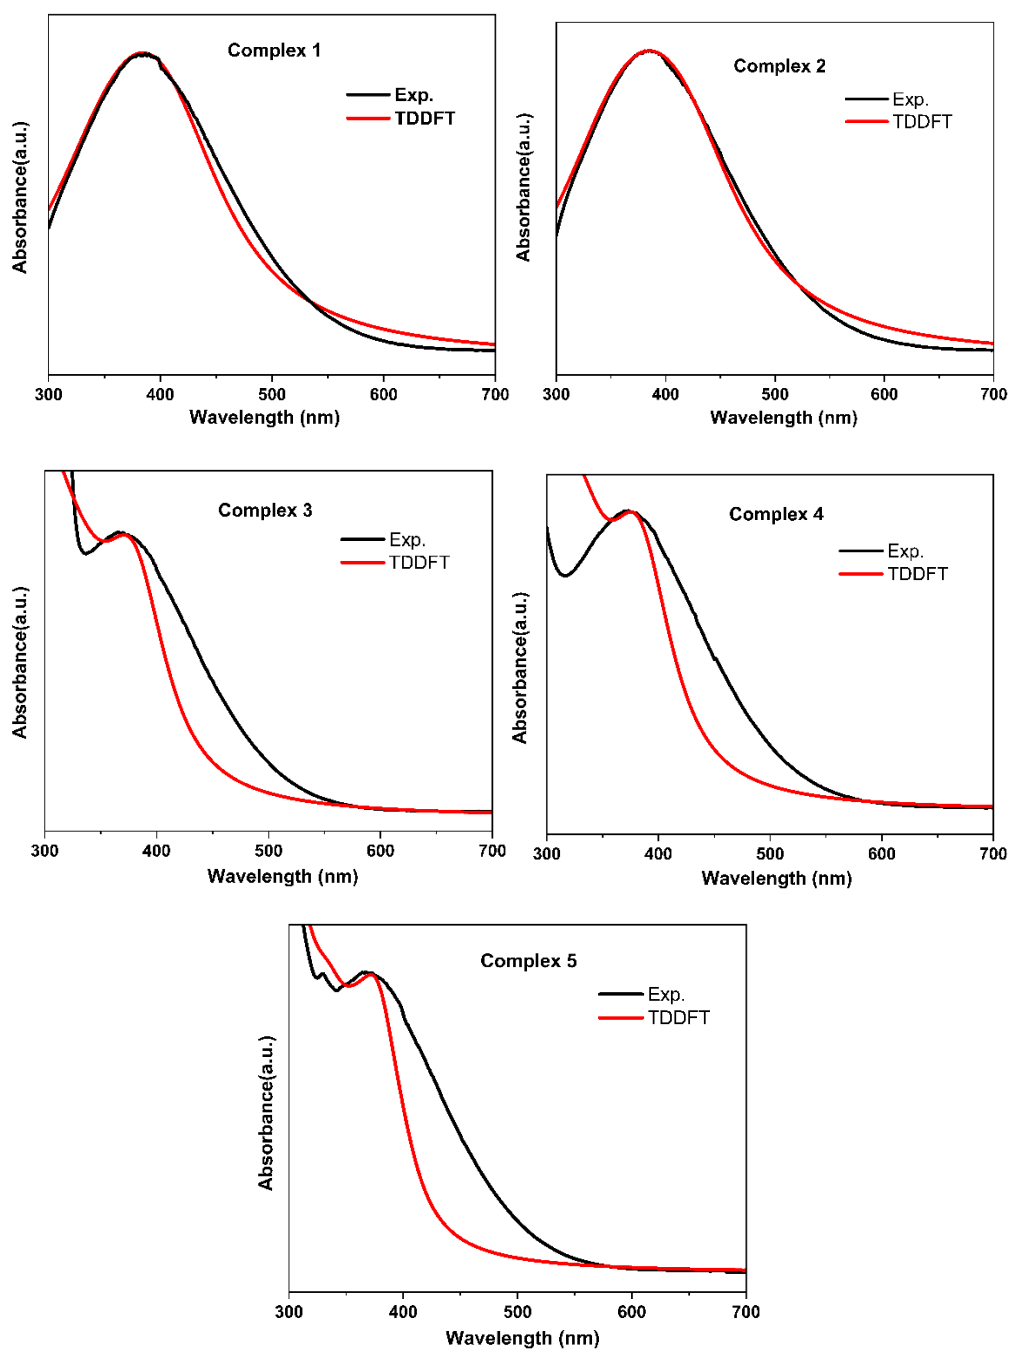 Complex 1
Exp.
TDDFT
Absorbance(a.u.)
300 400 500 600 700
Wavelength (nm)
Complex 2
Exp.
TDDFT
Absorbance(a.u.)
300 400 500 600 700
Wavelength (nm)
Complex 3
Exp.
TDDFT
Absorbance(a.u.)
300 400 500 600 700
Wavelength (nm)
Complex 4
Exp.
TDDFT
Absorbance(a.u.)
300 400 500 600 700
Wavelength (nm)
Complex 5
Exp.
TDDFT
Absorbance(a.u.)
300 400 500 600 700
Wavelength (nm)